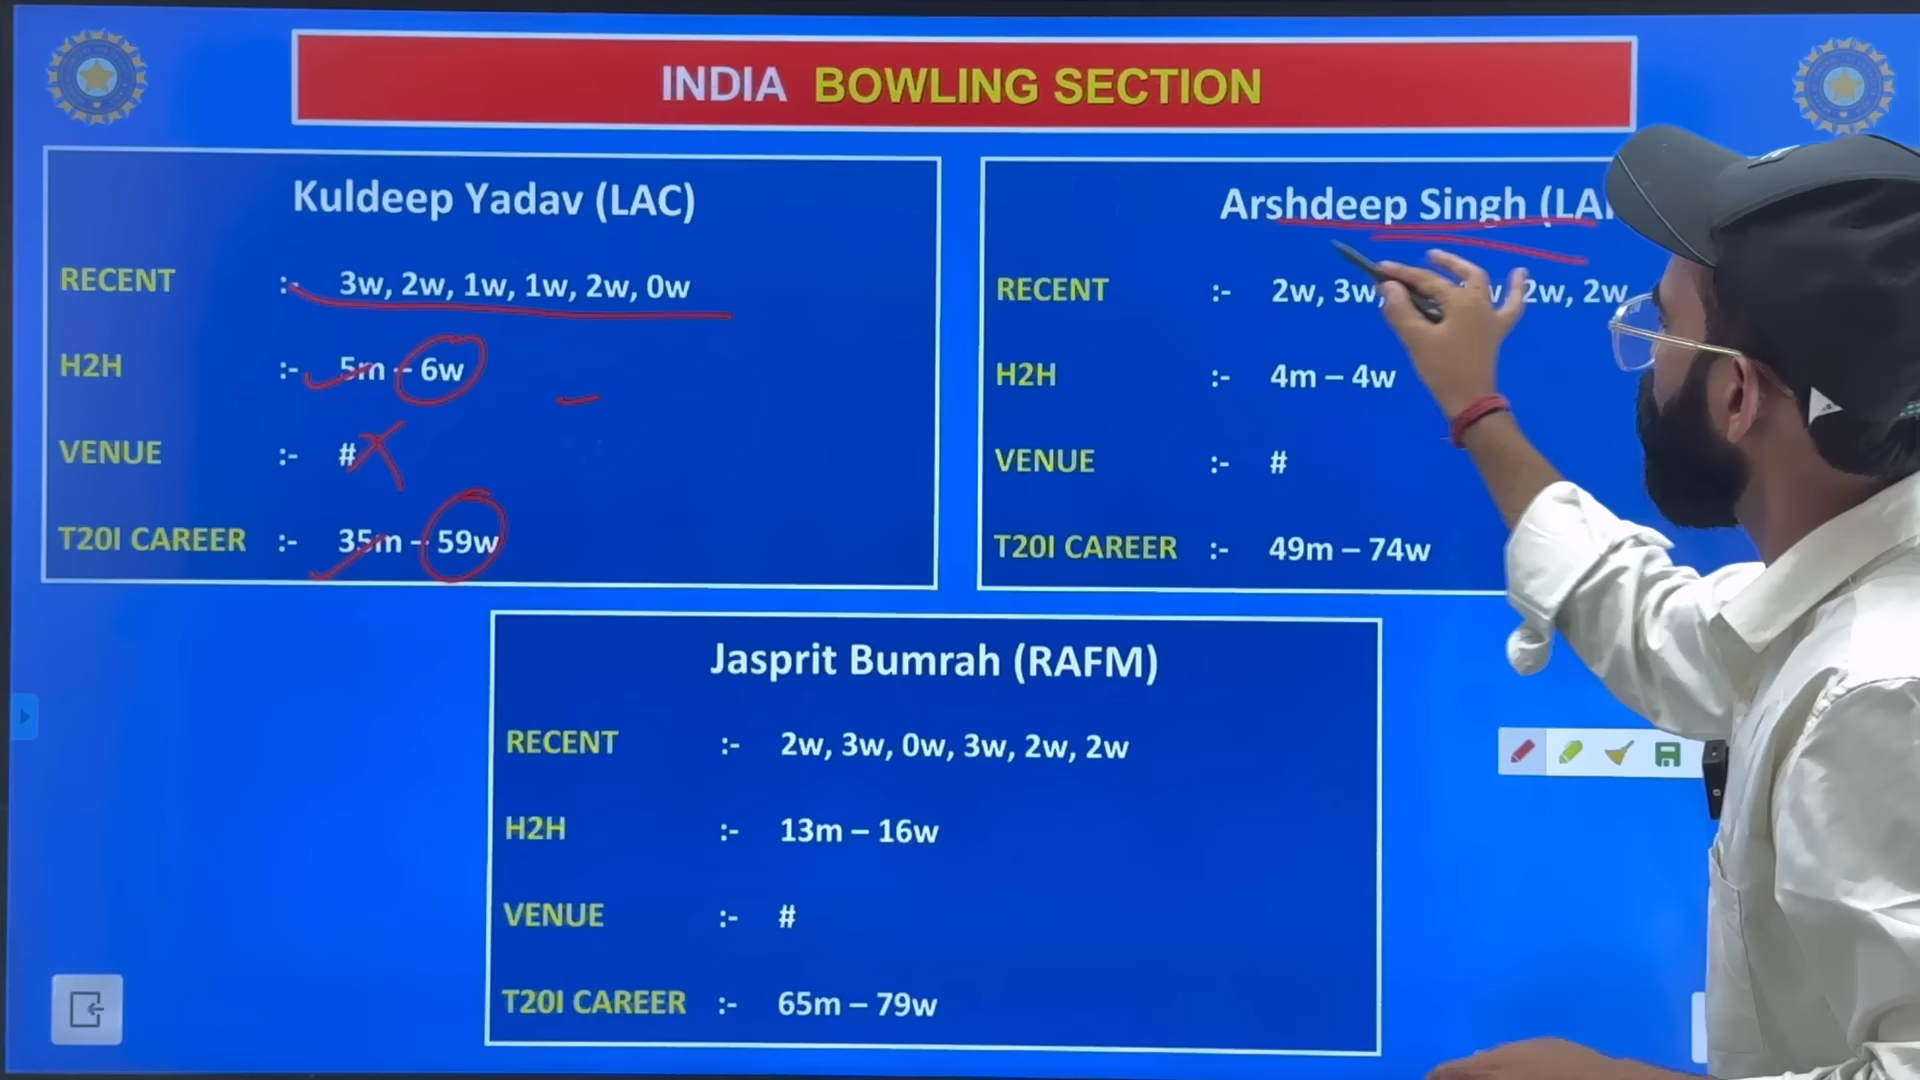 INDIA BOWLING SECTION
Kuldeep Yadav (LAC)
RECENT :- 3w, 2w, 1w, 1w, 2w, 0w
H2H :- 5m – 6w
VENUE :- #
T20I CAREER :- 35m – 59w
Arshdeep Singh
RECENT :- 2w, 3w, 2w, 2w
H2H :- 4m – 4w
VENUE :- #
T20I CAREER :- 49m – 74w
Jasprit Bumrah (RAFM)
RECENT :- 2w, 3w, 0w, 3w, 2w, 2w
H2H :- 13m – 16w
VENUE :- #
T20I CAREER :- 65m – 79w